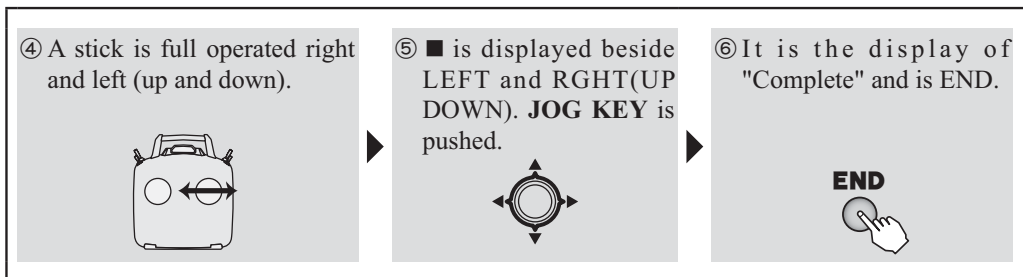 ④ A stick is full operated right
and left (up and down).
⑤ ■ is displayed beside
LEFT and RGHT(UP
DOWN). JOG KEY is
pushed.
⑥It is the display of
"Complete" and is END.
END